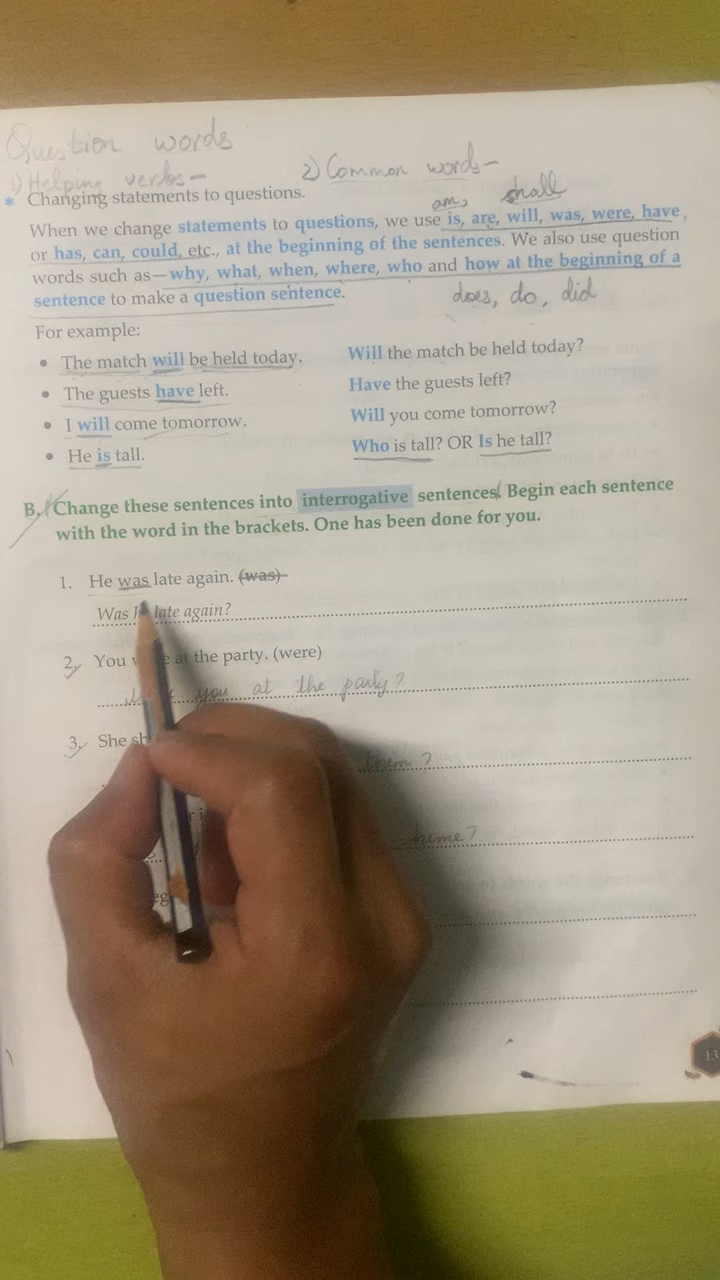 Question words
1) Helping verbs-
2) Common words-
* Changing statements to questions.
am, shall
When we change statements to questions, we use is, are, will, was, were, have,
or has, can, could, etc., at the beginning of the sentences. We also use question
words such as—why, what, when, where, who and how at the beginning of a
sentence to make a question sentence.
does, do, did
For example:
• The match will be held today. Will the match be held today?
• The guests have left. Have the guests left?
• I will come tomorrow. Will you come tomorrow?
• He is tall. Who is tall? OR Is he tall?
B. Change these sentences into interrogative sentences. Begin each sentence
with the word in the brackets. One has been done for you.
1. He was late again. (was)
Was late again?
2. You at the party. (were)
you at the party?
3. She
them?
home?
13